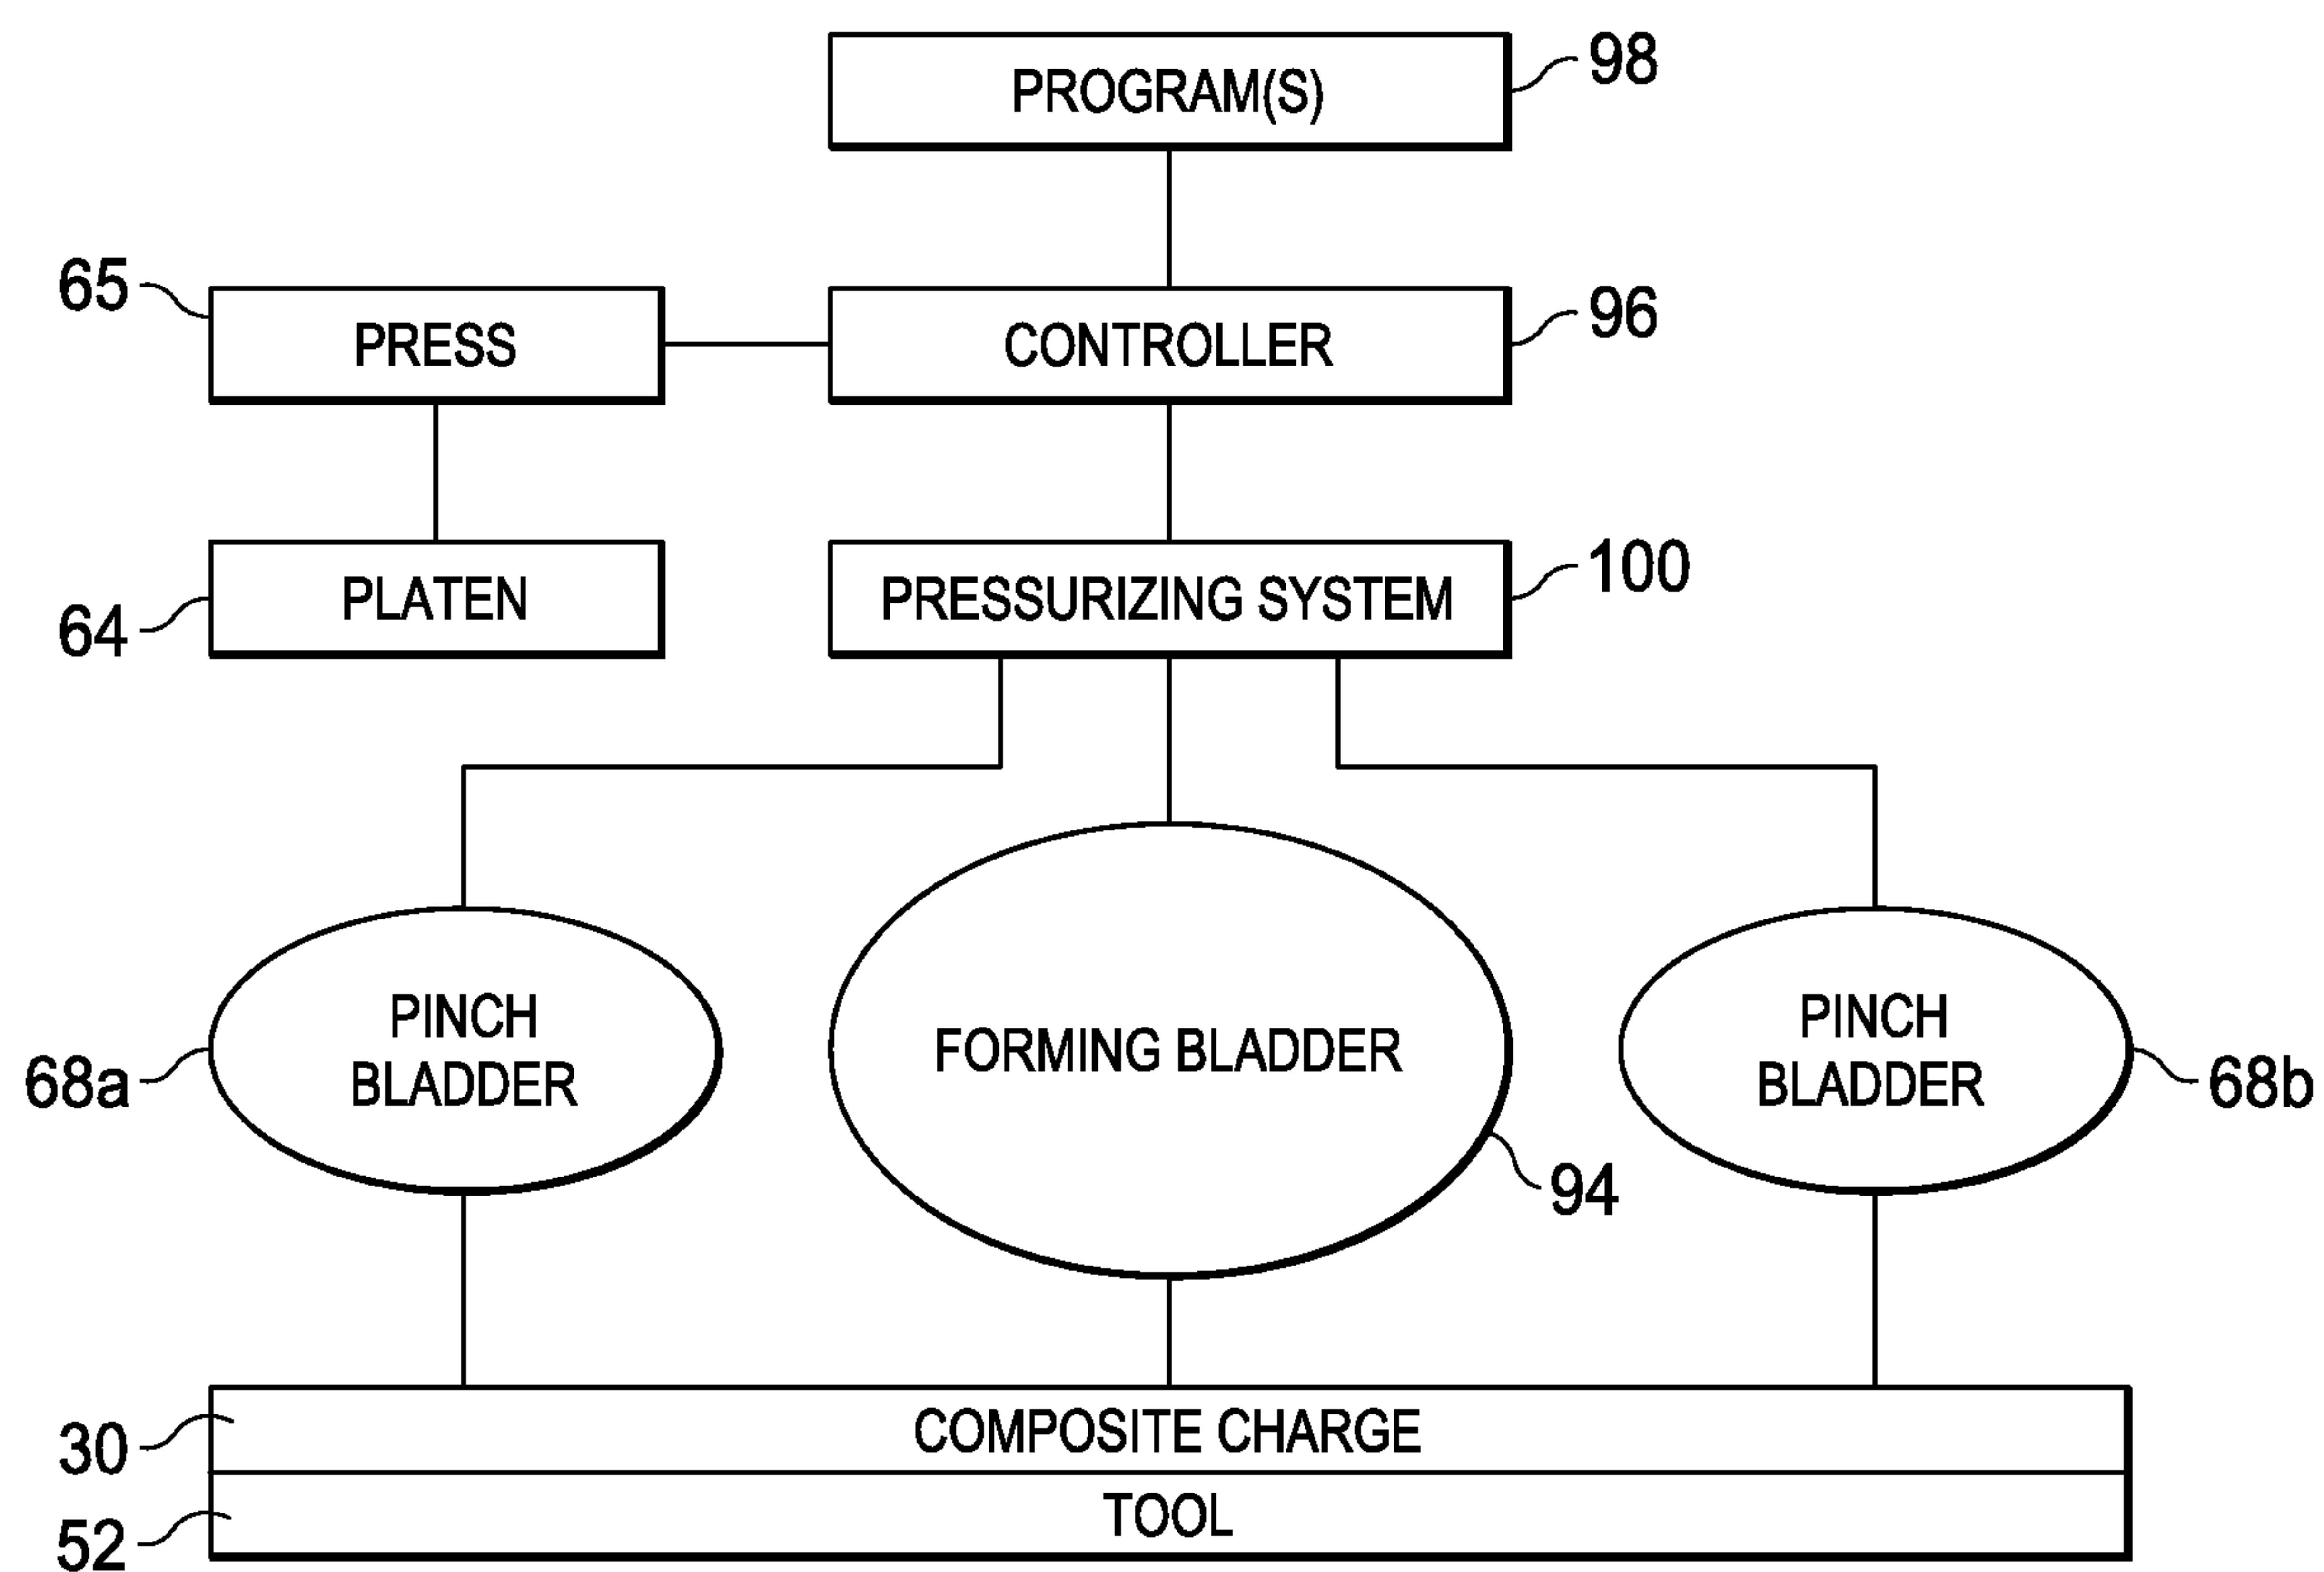 PROGRAM(S)
98
65
PRESS
CONTROLLER
96
PLATEN
64
PRESSURIZING SYSTEM
100
PINCH
BLADDER
68a
FORMING BLADDER
94
PINCH
BLADDER
68b
COMPOSITE CHARGE
30
TOOL
52